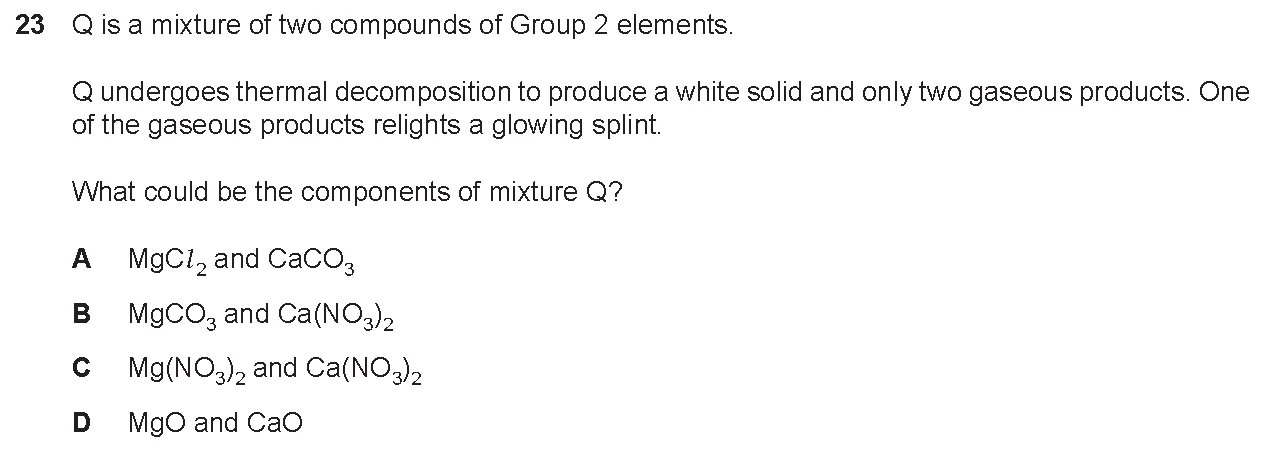 23 Q is a mixture of two compounds of Group 2 elements.
Q undergoes thermal decomposition to produce a white solid and only two gaseous products. One
of the gaseous products relights a glowing splint.
What could be the components of mixture Q?
A MgCl₂ and CaCO₃
B MgCO₃ and Ca(NO₃)₂
C Mg(NO₃)₂ and Ca(NO₃)₂
D MgO and CaO